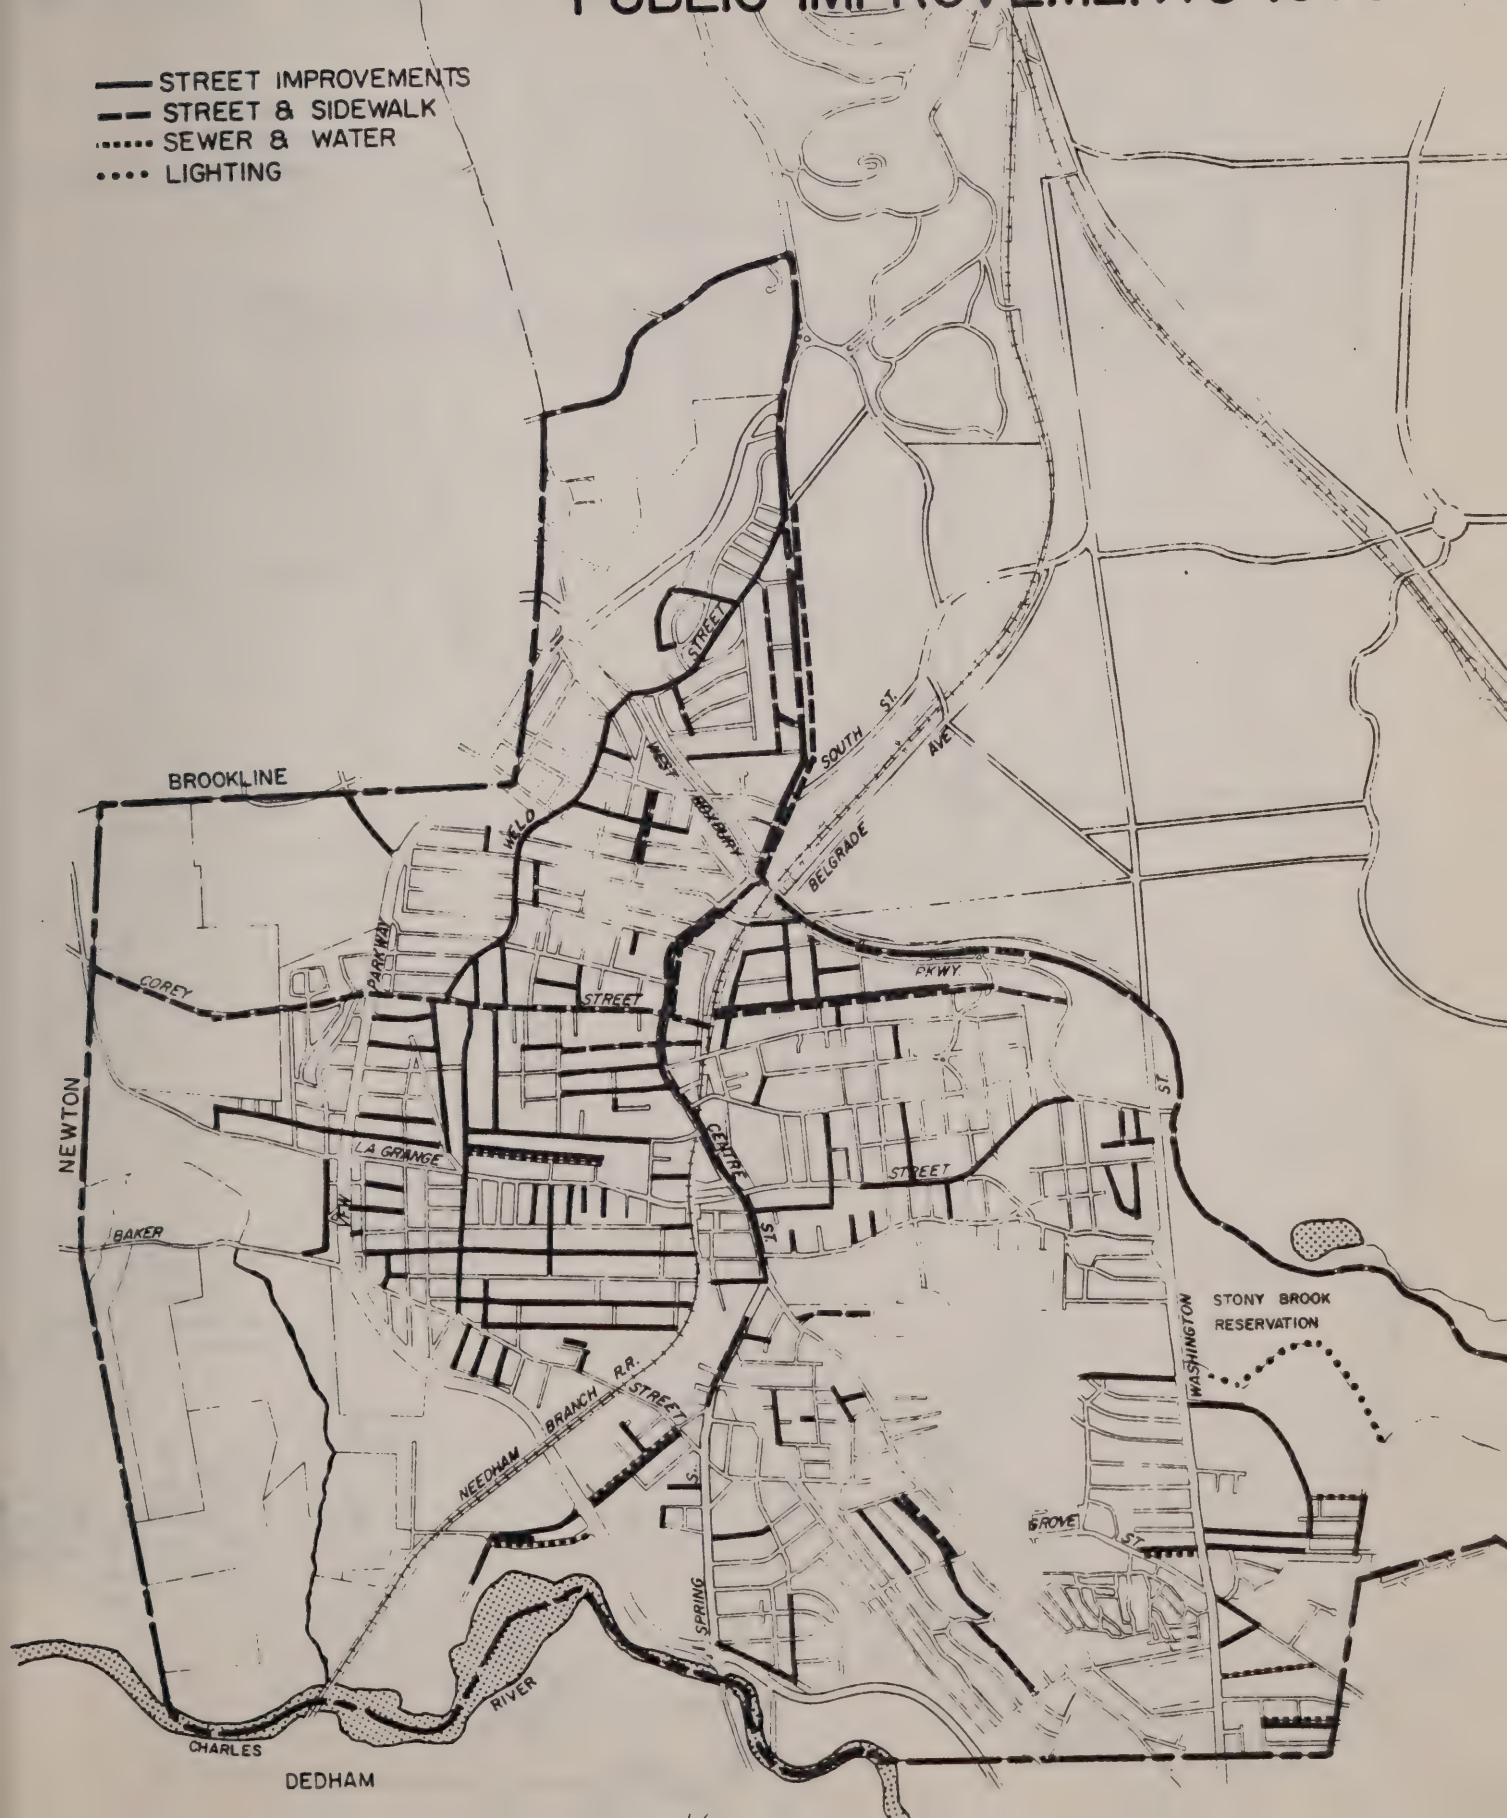 PUBLIC IMPROVEMENTS
STREET IMPROVEMENTS
STREET & SIDEWALK
SEWER & WATER
LIGHTING
STREET
SOUTH ST.
AVE
WEST
ROXBURY
BROOKLINE
WELD
BELGRADE
PARKWAY
PKWY.
COREY
STREET
NEWTON
ST.
LA GRANGE
CENTRE
STREET
VFW
BAKER
ST.
STONY BROOK
RESERVATION
WASHINGTON
NEEDHAM BRANCH R.R.
STREET
S.
GROVE
ST.
SPRING
RIVER
CHARLES
DEDHAM